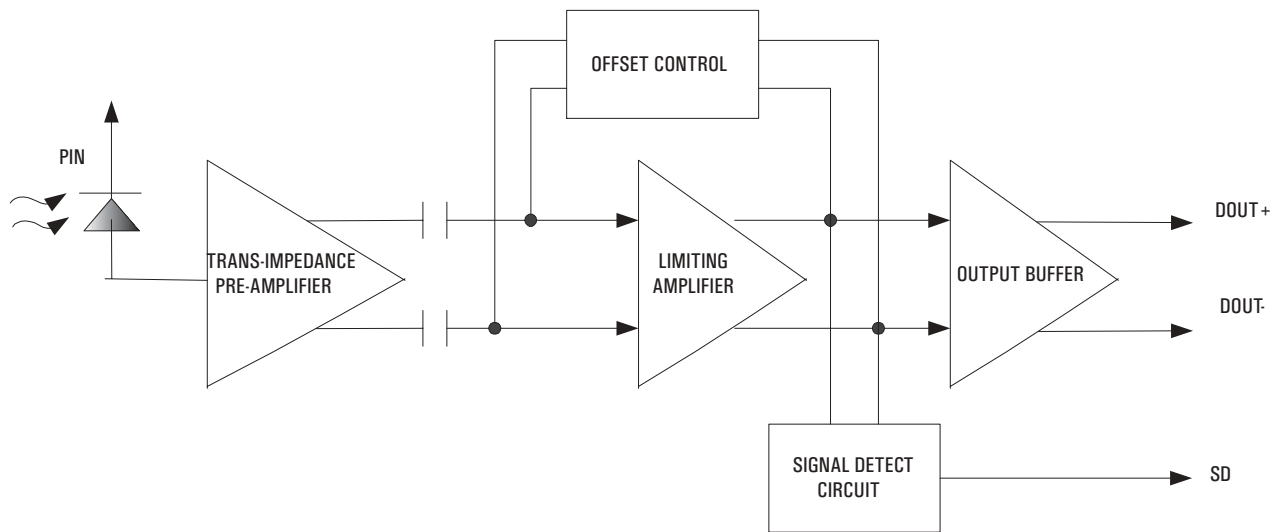 OFFSET CONTROL
PIN
TRANS-IMPEDANCE
PRE-AMPLIFIER
LIMITING
AMPLIFIER
OUTPUT BUFFER
DOUT+
DOUT-
SIGNAL DETECT
CIRCUIT
SD